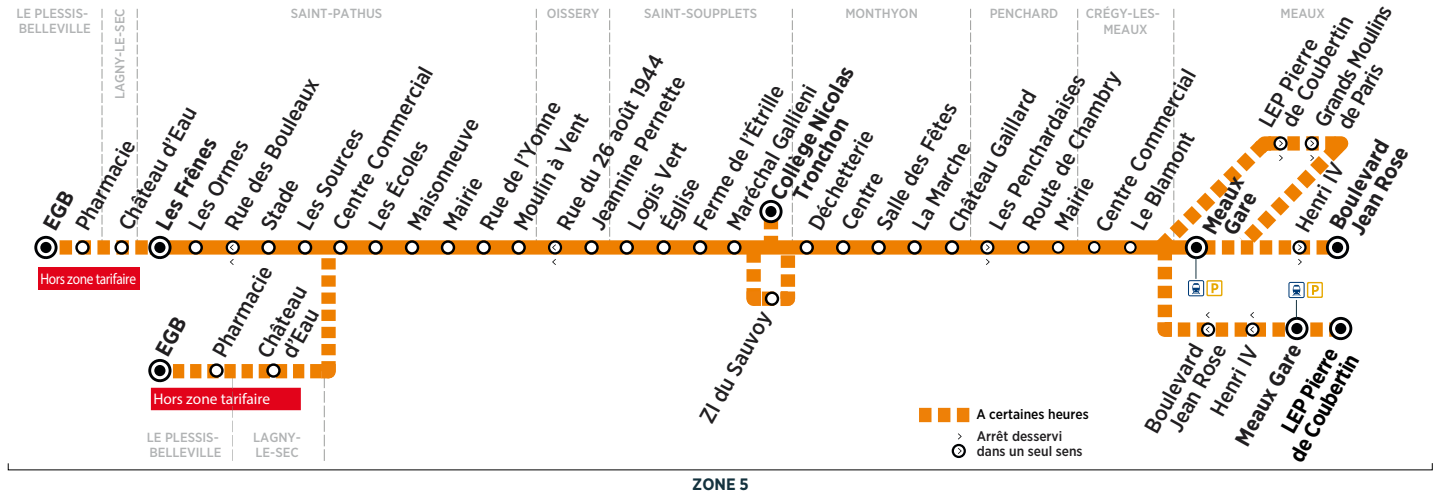 LE PLESSIS-
BELLEVILLE
LAGNY-LE-SEC
SAINT-PATHUS
OISSERY
SAINT-SOUPPLETS
MONTHYON
PENCHARD
CRÉGY-LES-
MEAUX
MEAUX
EGB
Pharmacie
Château d'Eau
Les Frênes
Les Ormes
Rue des Bouleaux
Stade
Les Sources
Centre Commercial
Les Écoles
Maisonneuve
Mairie
Rue de l'Yonne
Moulin à Vent
Rue du 26 août 1944
Jeannine Pernette
Logis Vert
Église
Ferme de l'Étrille
Maréchal Gallieni
Collège Nicolas
Tronchon
Déchetterie
Centre
Salle des Fêtes
La Marche
Château Gaillard
Les Penchardaises
Route de Chambry
Mairie
Centre Commercial
Le Blamont
Meaux
Gare
LEP Pierre
de Coubertin
Grands Moulins
de Paris
Henri IV
Boulevard
Jean Rose
Hors zone tarifaire
P
P
EGB
Pharmacie
Château
d'Eau
Hors zone tarifaire
LE PLESSIS-
BELLEVILLE
LAGNY-
LE-SEC
ZI du Sauvoy
Boulevard
Jean Rose
Henri IV
Meaux Gare
LEP Pierre
de Coubertin
A certaines heures
Arrêt desservi
dans un seul sens
ZONE 5